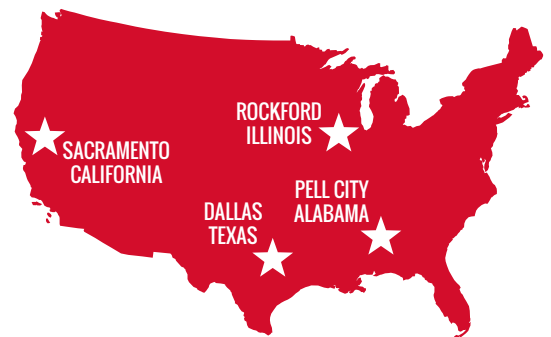 ROCKFORD
ILLINOIS
SACRAMENTO
CALIFORNIA
PELL CITY
ALABAMA
DALLAS
TEXAS